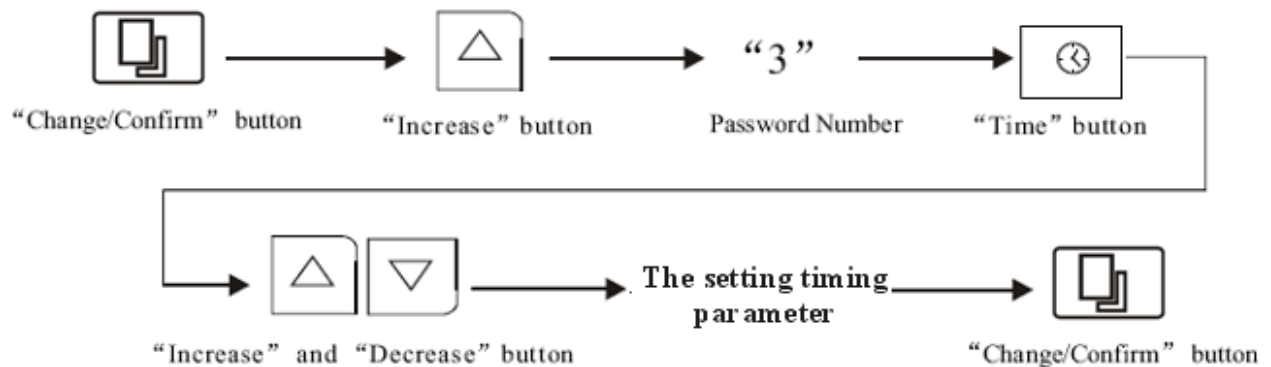 “3”
“Change/Confirm” button “Increase” button Password Number “Time” button
The setting timing
parameter
“Increase” and “Decrease” button “Change/Confirm” button